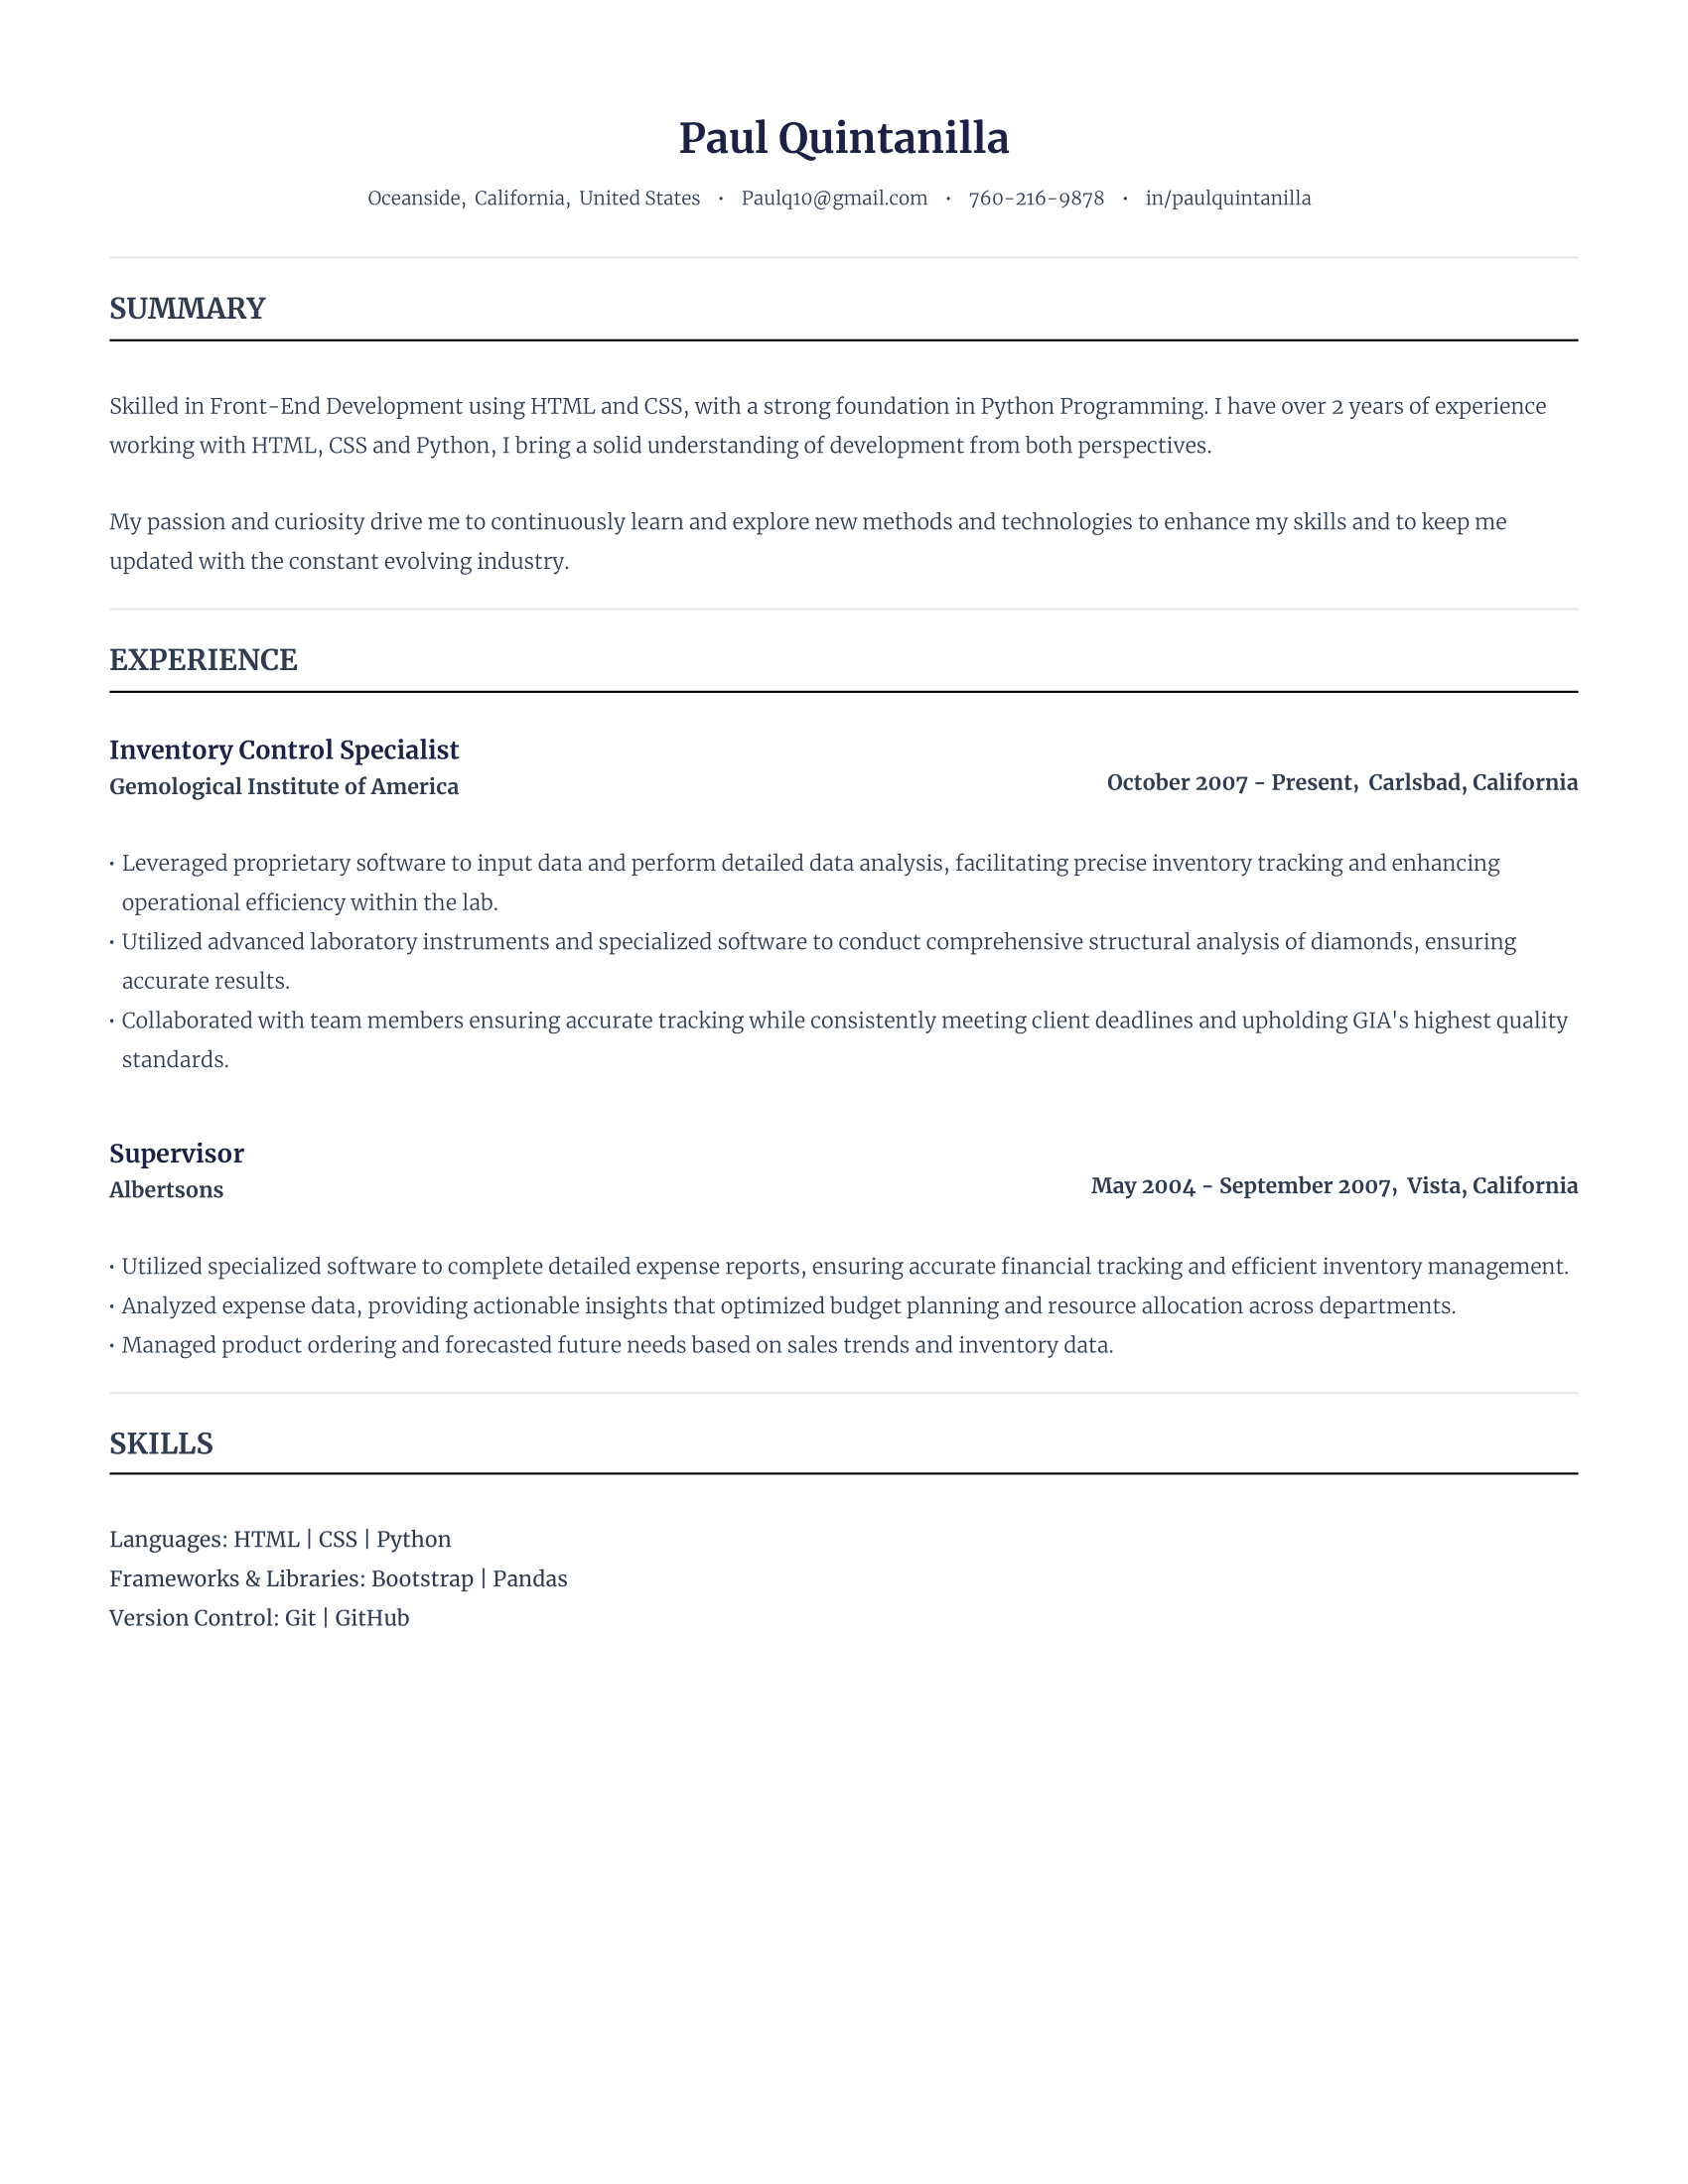 Paul Quintanilla
Oceanside, California, United States • Paulq10@gmail.com • 760-216-9878 • in/paulquintanilla
SUMMARY
Skilled in Front-End Development using HTML and CSS, with a strong foundation in Python Programming. I have over 2 years of experience
working with HTML, CSS and Python, I bring a solid understanding of development from both perspectives.
My passion and curiosity drive me to continuously learn and explore new methods and technologies to enhance my skills and to keep me
updated with the constant evolving industry.
EXPERIENCE
Inventory Control Specialist
Gemological Institute of America
October 2007 - Present, Carlsbad, California
• Leveraged proprietary software to input data and perform detailed data analysis, facilitating precise inventory tracking and enhancing
operational efficiency within the lab.
• Utilized advanced laboratory instruments and specialized software to conduct comprehensive structural analysis of diamonds, ensuring
accurate results.
• Collaborated with team members ensuring accurate tracking while consistently meeting client deadlines and upholding GIA's highest quality
standards.
Supervisor
Albertsons
May 2004 - September 2007, Vista, California
• Utilized specialized software to complete detailed expense reports, ensuring accurate financial tracking and efficient inventory management.
• Analyzed expense data, providing actionable insights that optimized budget planning and resource allocation across departments.
• Managed product ordering and forecasted future needs based on sales trends and inventory data.
SKILLS
Languages: HTML | CSS | Python
Frameworks & Libraries: Bootstrap | Pandas
Version Control: Git | GitHub